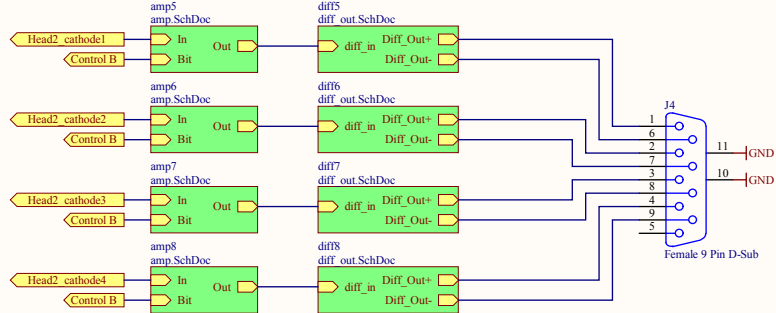 amp5
amp.SchDoc
diff5
diff_out.SchDoc
Head2_cathode1
In
Out
diff_in
Diff_Out+
Control B
Bit
Diff_Out-
amp6
amp.SchDoc
diff6
diff_out.SchDoc
Head2_cathode2
In
Out
diff_in
Diff_Out+
Control B
Bit
Diff_Out-
amp7
amp.SchDoc
diff7
diff_out.SchDoc
Head2_cathode3
In
Out
diff_in
Diff_Out+
Control B
Bit
Diff_Out-
amp8
amp.SchDoc
diff8
diff_out.SchDoc
Head2_cathode4
In
Out
diff_in
Diff_Out+
Control B
Bit
Diff_Out-
J4
1
6
2
7
3
8
4
9
5
11
GND
10
GND
Female 9 Pin D-Sub